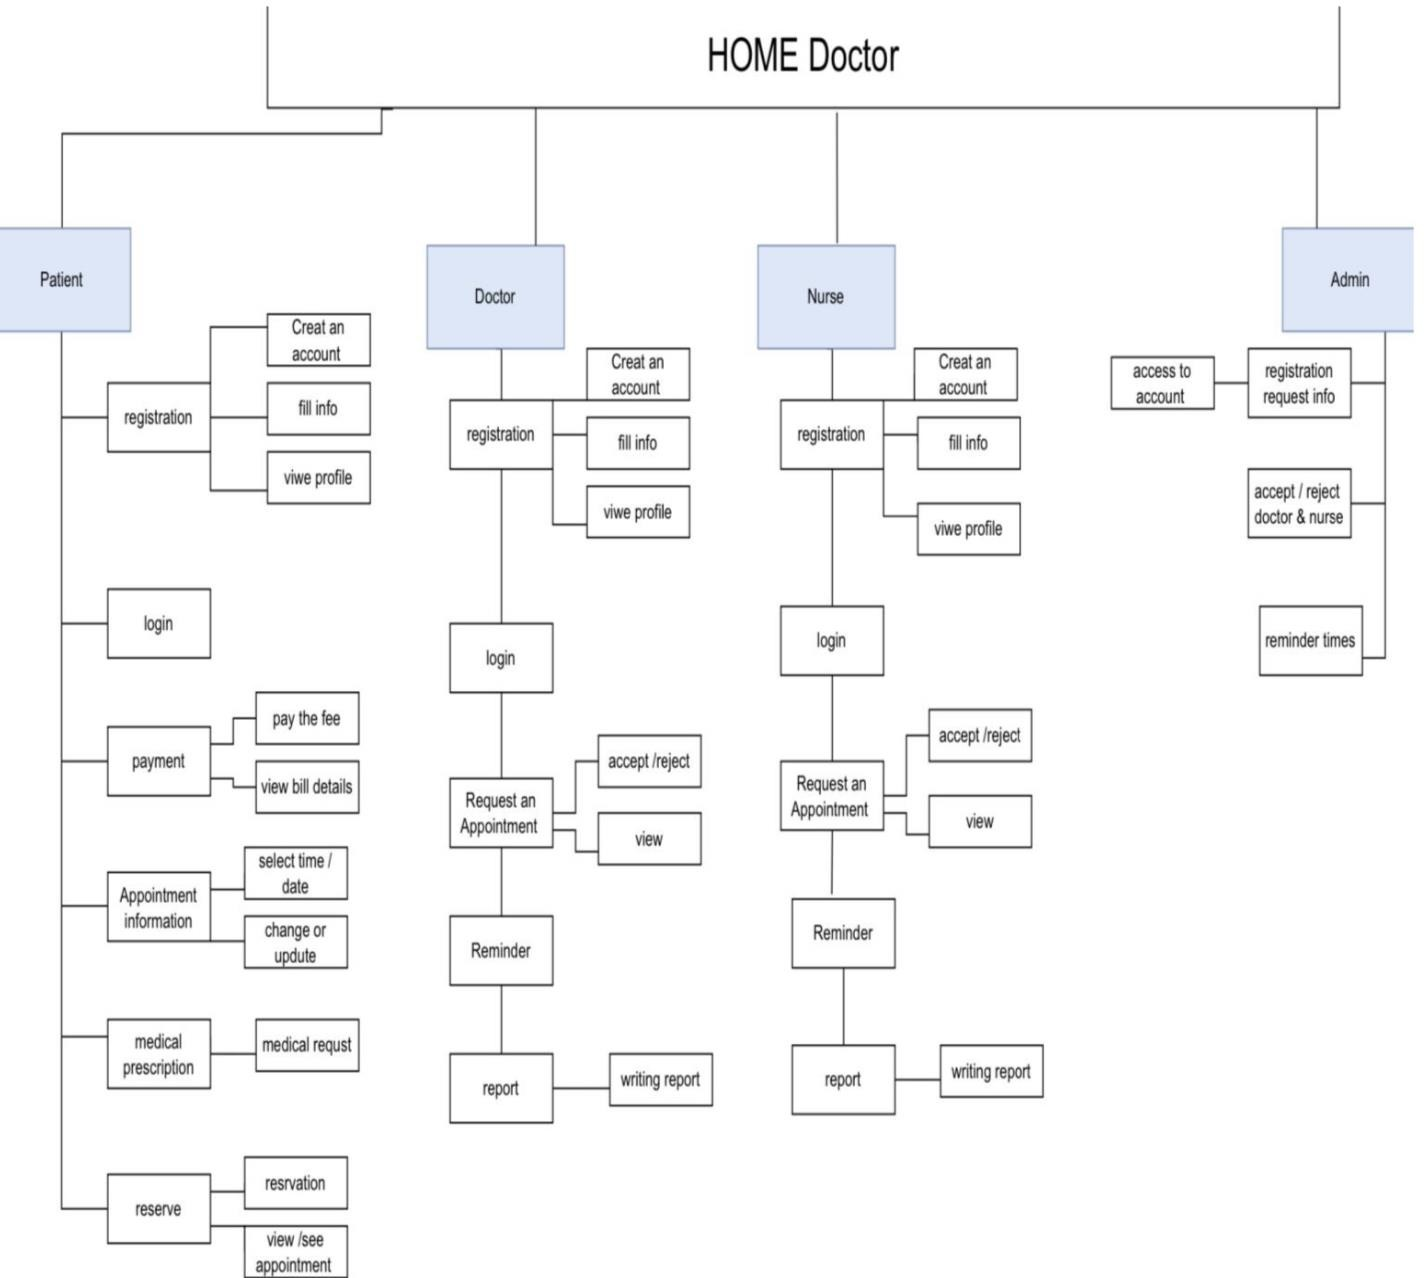 HOME Doctor
Patient
registration
Creat an
account
fill info
viwe profile
login
payment
pay the fee
view bill details
Appointment
information
select time /
date
change or
updute
medical
prescription
medical requst
reserve
resrvation
view /see
appointment
Doctor
registration
Creat an
account
fill info
viwe profile
login
Request an
Appointment
accept /reject
view
Reminder
report
writing report
Nurse
registration
Creat an
account
fill info
viwe profile
login
Request an
Appointment
accept /reject
view
Reminder
report
writing report
Admin
registration
request info
access to
account
accept / reject
doctor & nurse
reminder times